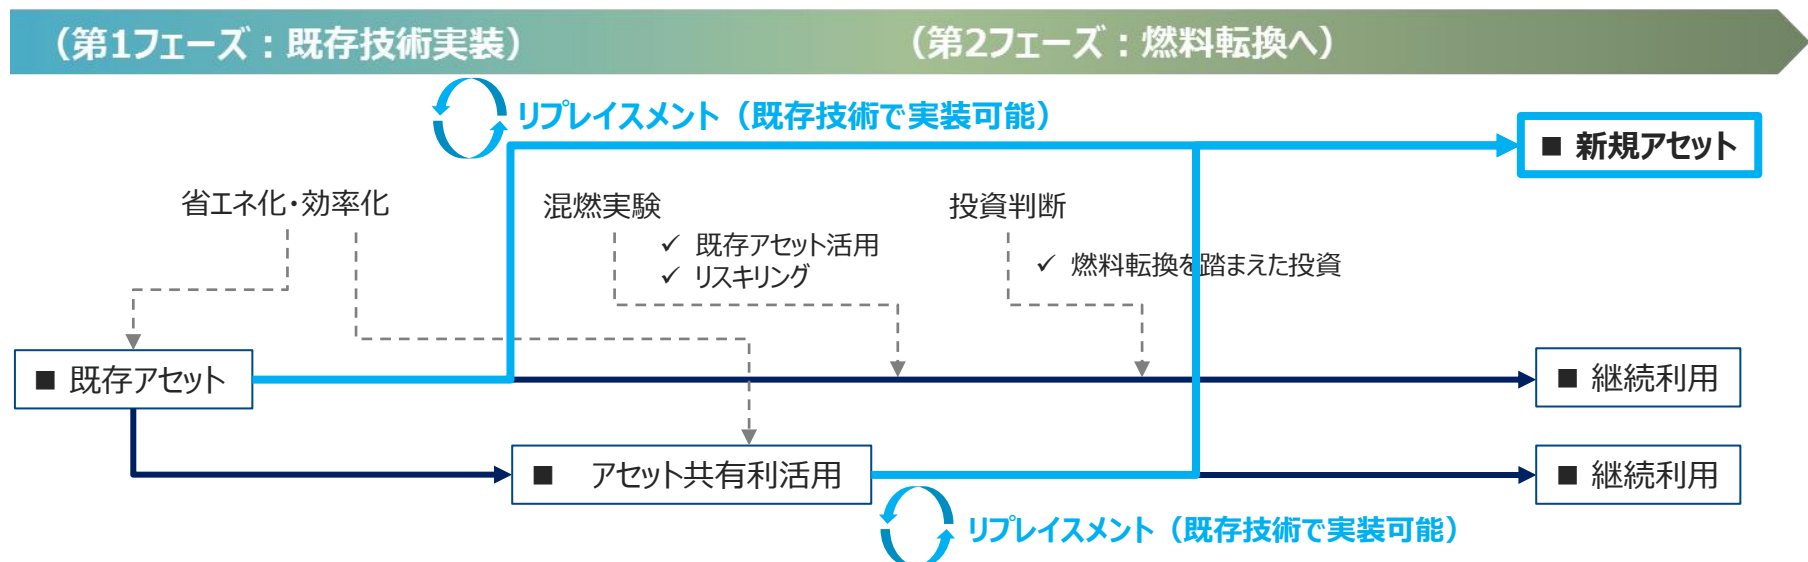 （第1フェーズ：既存技術実装）
（第2フェーズ：燃料転換へ）
リプレイスメント（既存技術で実装可能）
■ 新規アセット
省エネ化・効率化
混燃実験
✓ 既存アセット活用
✓ リスキリング
投資判断
✓ 燃料転換を踏まえた投資
■ 既存アセット
■ 継続利用
■ アセット共有利活用
■ 継続利用
リプレイスメント（既存技術で実装可能）